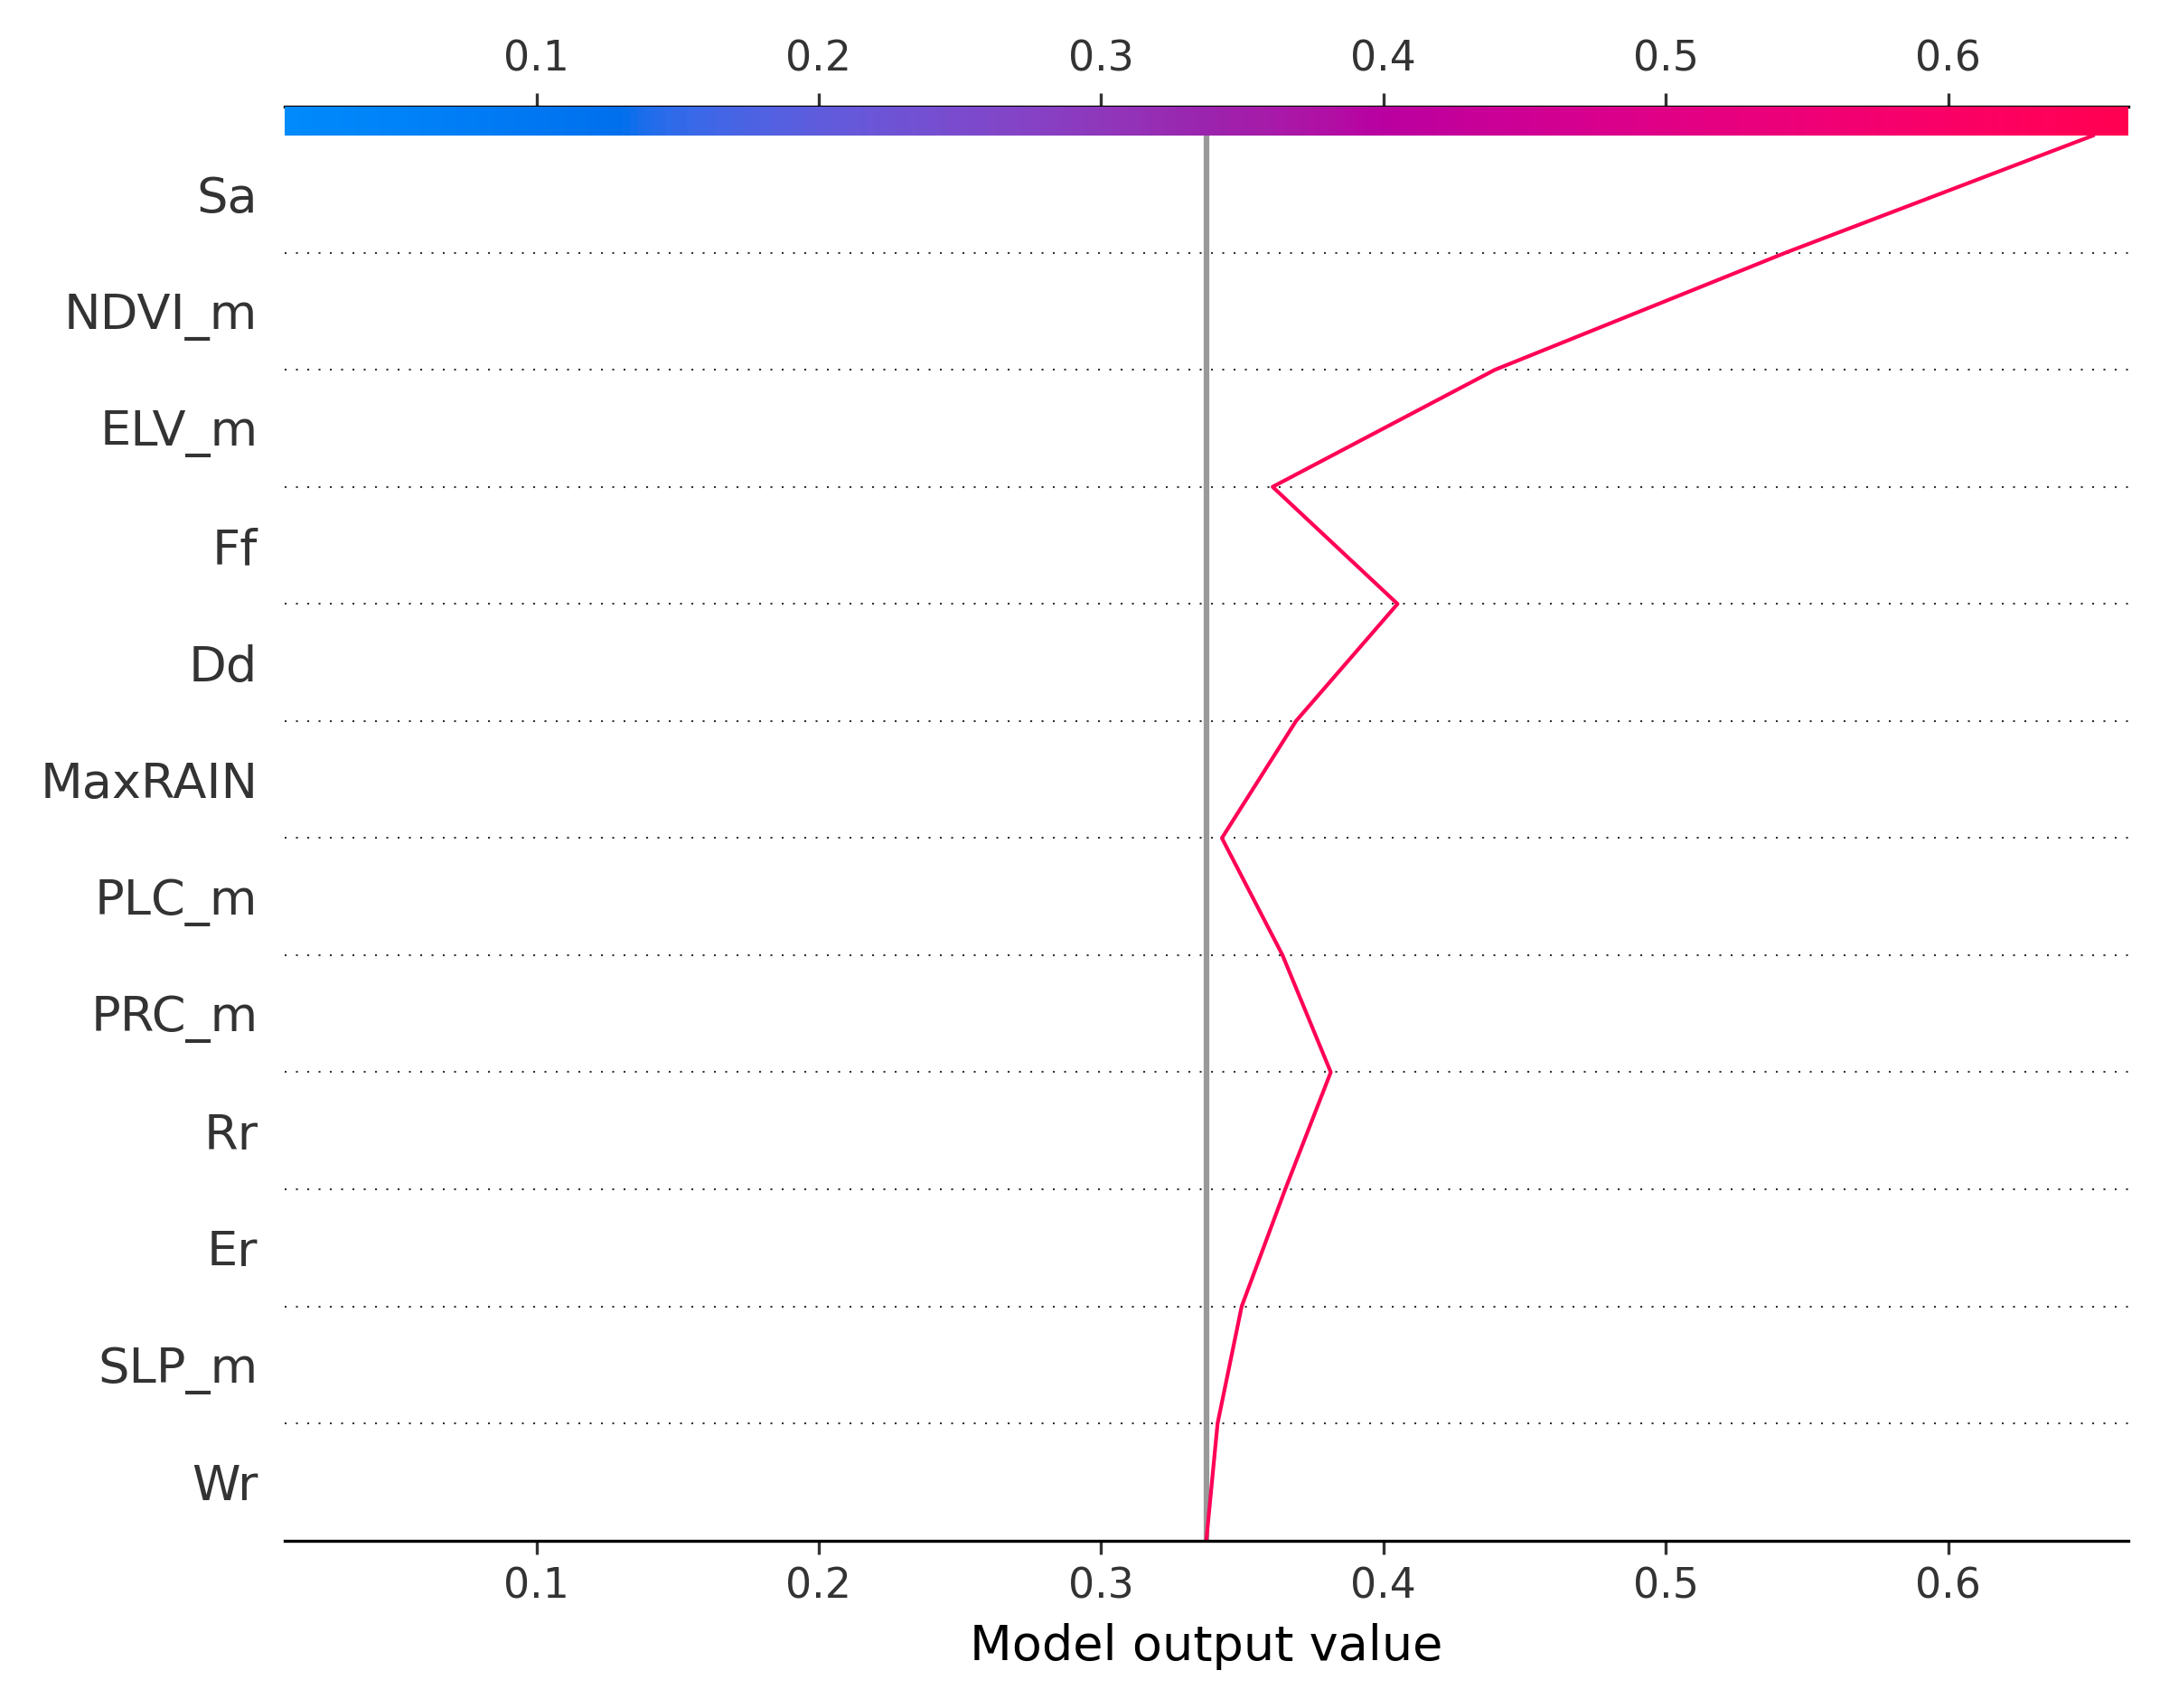 0.1 0.2 0.3 0.4 0.5 0.6
Sa
NDVI_m
ELV_m
Ff
Dd
MaxRAIN
PLC_m
PRC_m
Rr
Er
SLP_m
Wr
0.1 0.2 0.3 0.4 0.5 0.6
Model output value